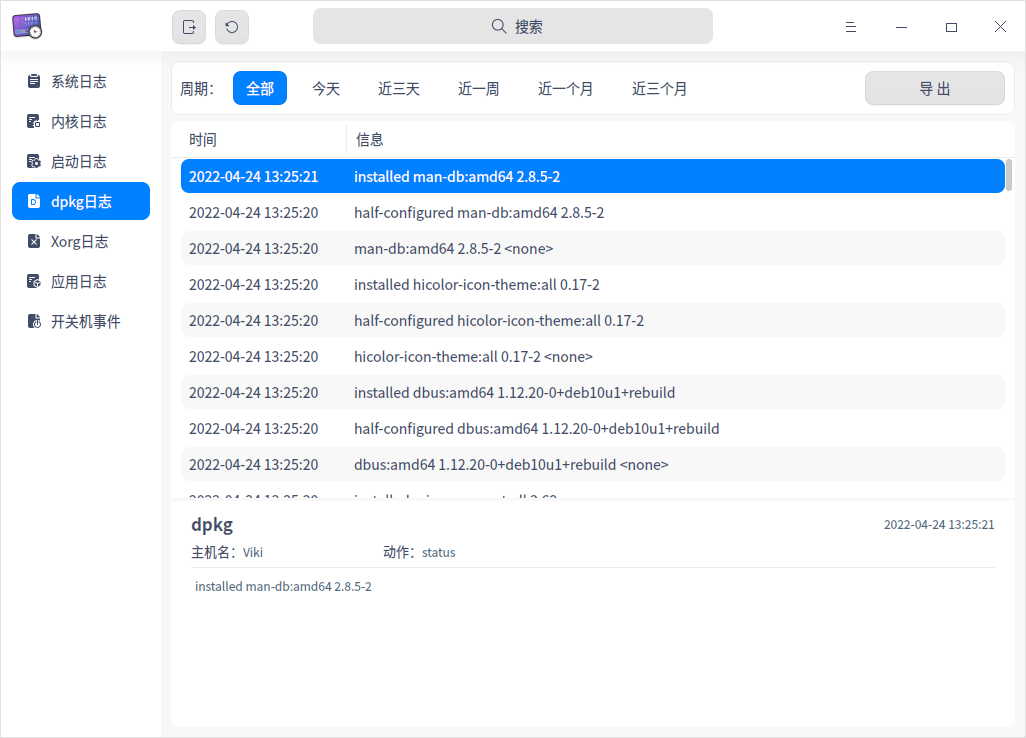 搜索
系统日志
内核日志
启动日志
dpkg日志
Xorg日志
应用日志
开关机事件
周期： 全部 今天 近三天 近一周 近一个月 近三个月 导 出
时间 信息
2022-04-24 13:25:21 installed man-db:amd64 2.8.5-2
2022-04-24 13:25:20 half-configured man-db:amd64 2.8.5-2
2022-04-24 13:25:20 man-db:amd64 2.8.5-2 <none>
2022-04-24 13:25:20 installed hicolor-icon-theme:all 0.17-2
2022-04-24 13:25:20 half-configured hicolor-icon-theme:all 0.17-2
2022-04-24 13:25:20 hicolor-icon-theme:all 0.17-2 <none>
2022-04-24 13:25:20 installed dbus:amd64 1.12.20-0+deb10u1+rebuild
2022-04-24 13:25:20 half-configured dbus:amd64 1.12.20-0+deb10u1+rebuild
2022-04-24 13:25:20 dbus:amd64 1.12.20-0+deb10u1+rebuild <none>
2022-04-24 13:25:20
dpkg 2022-04-24 13:25:21
主机名： Viki 动作： status
installed man-db:amd64 2.8.5-2